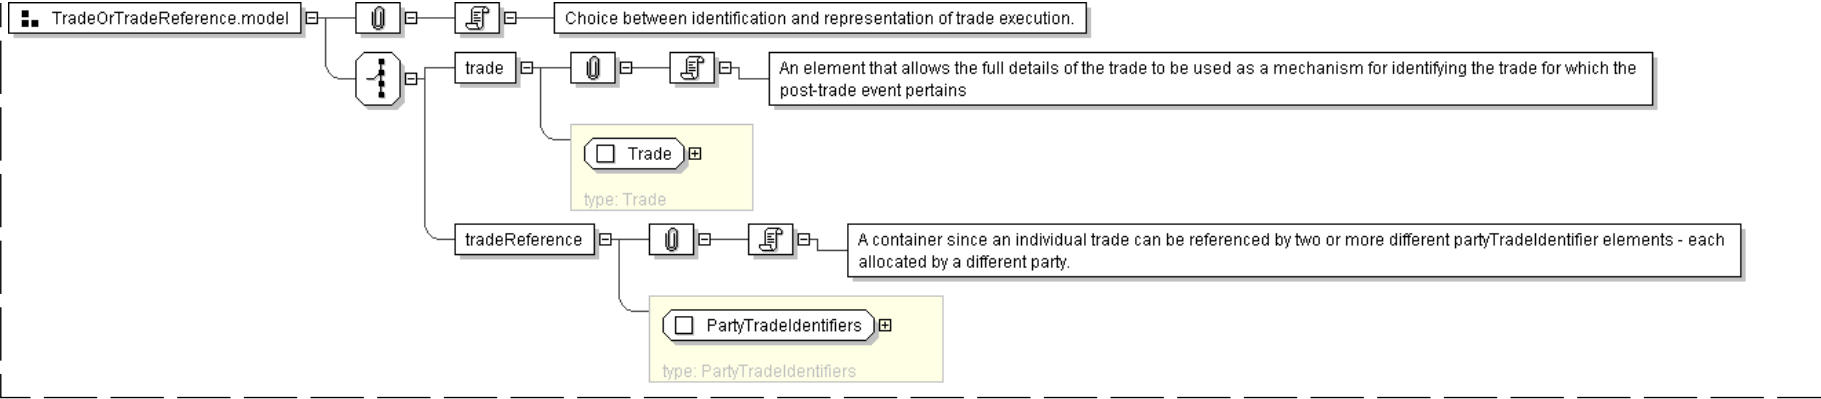 TradeOrTradeReference.model
Choice between identification and representation of trade execution.
trade
An element that allows the full details of the trade to be used as a mechanism for identifying the trade for which the
post-trade event pertains
Trade
type: Trade
tradeReference
A container since an individual trade can be referenced by two or more different partyTradeIdentifier elements - each
allocated by a different party.
PartyTradeIdentifiers
type: PartyTradeIdentifiers